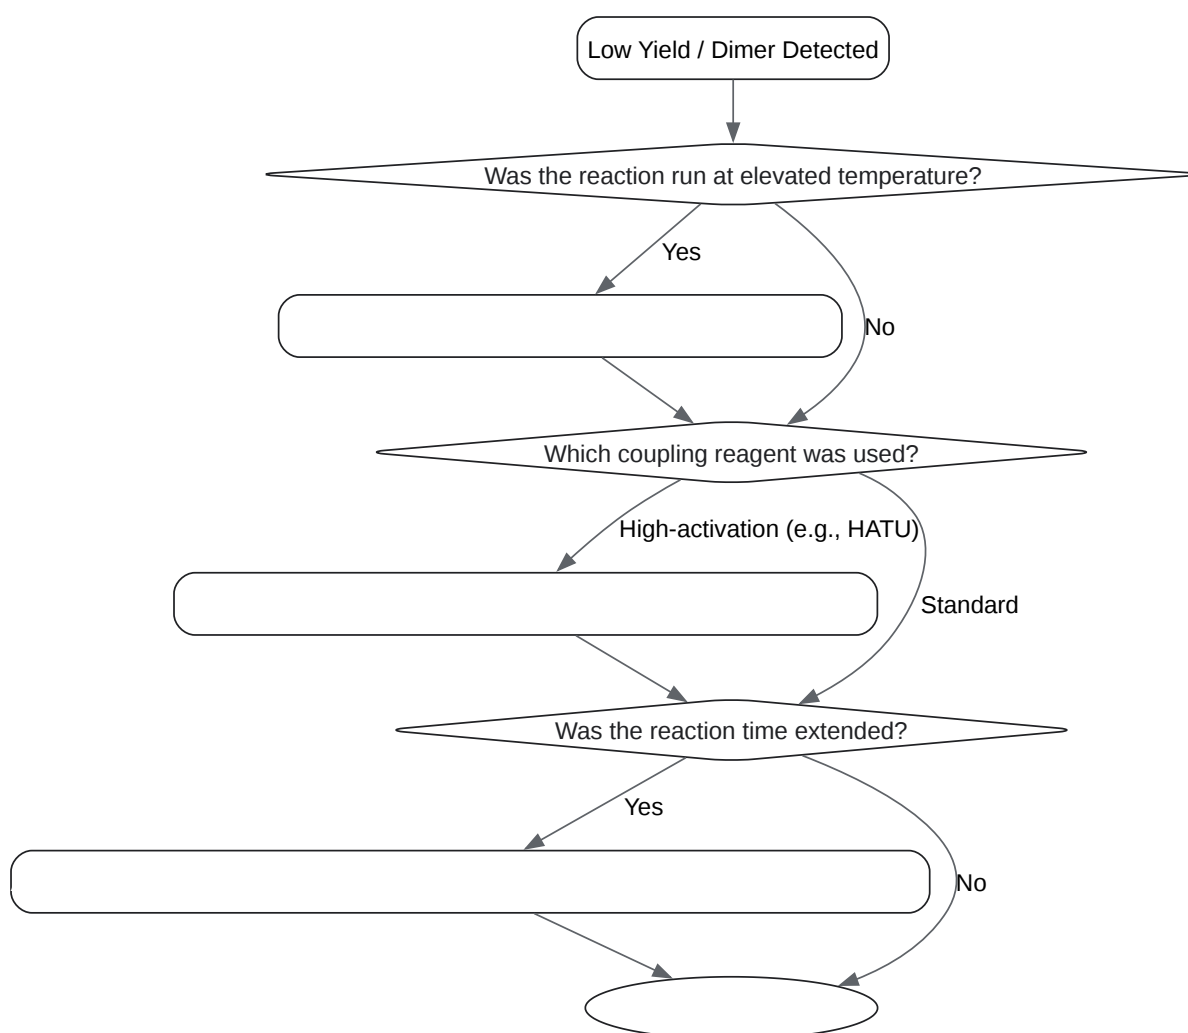 Low Yield / Dimer Detected
Was the reaction run at elevated temperature?
Yes
No
Which coupling reagent was used?
High-activation (e.g., HATU)
Standard
Was the reaction time extended?
Yes
No